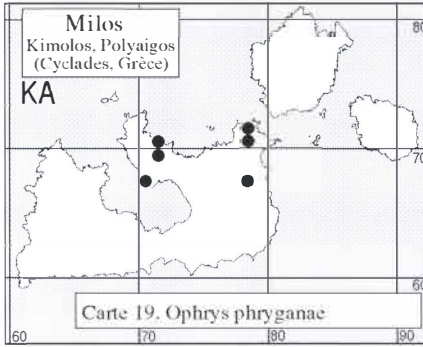 Milos
Kimolos, Polyaigos
(Cyclades, Grèce)
KA
80
70
60
Carte 19. Ophrys phryganae
60
70
80
90